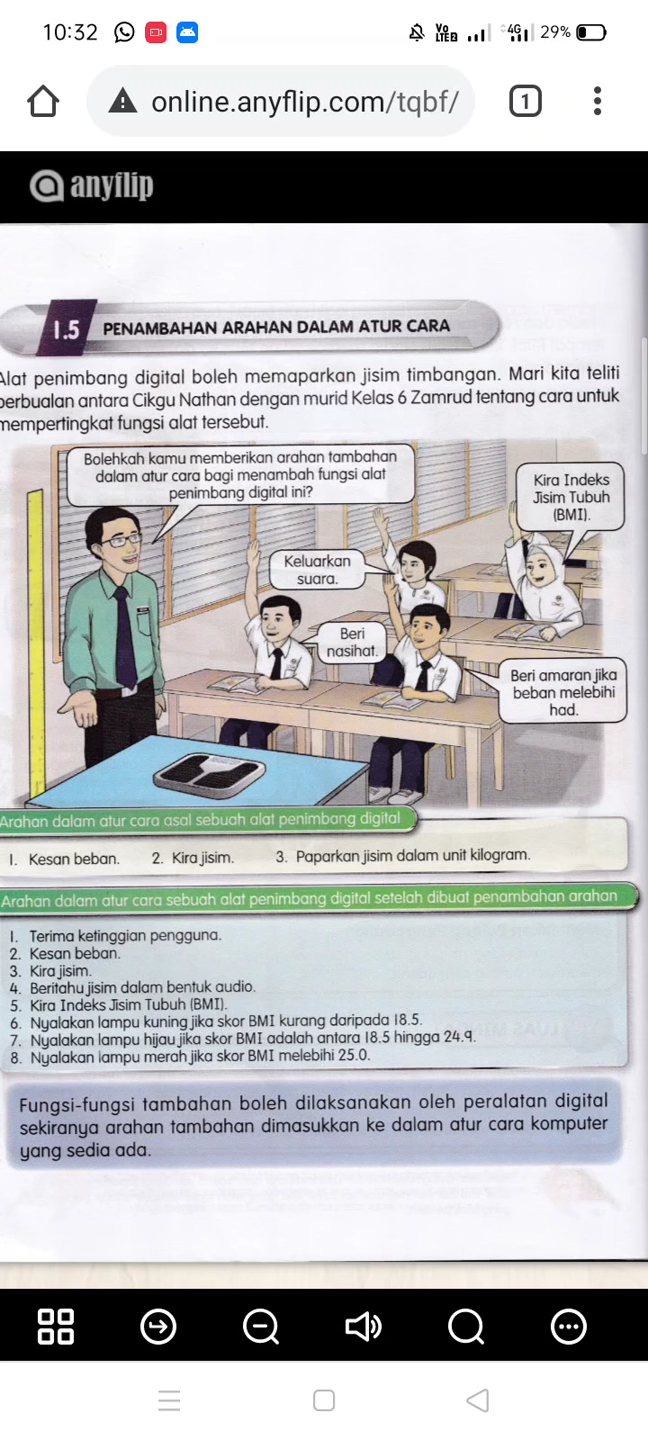 10:32
Vo
LTE2
4G
29%
online.anyflip.com/tqbf/
1
anyflip
1.5 PENAMBAHAN ARAHAN DALAM ATUR CARA
Alat penimbang digital boleh memaparkan jisim timbangan. Mari kita teliti
perbualan antara Cikgu Nathan dengan murid Kelas 6 Zamrud tentang cara untuk
mempertingkat fungsi alat tersebut.
Bolehkah kamu memberikan arahan tambahan
dalam atur cara bagi menambah fungsi alat
penimbang digital ini?
Kira Indeks
Jisim Tubuh
(BMI).
Keluarkan
suara.
Beri
nasihat.
Beri amaran jika
beban melebihi
had.
Arahan dalam atur cara asal sebuah alat penimbang digital
1. Kesan beban. 2. Kira jisim. 3. Paparkan jisim dalam unit kilogram.
Arahan dalam atur cara sebuah alat penimbang digital setelah dibuat penambahan arahan
1. Terima ketinggian pengguna.
2. Kesan beban.
3. Kira jisim.
4. Beritahu jisim dalam bentuk audio.
5. Kira Indeks Jisim Tubuh (BMI).
6. Nyalakan lampu kuning jika skor BMI kurang daripada 18.5.
7. Nyalakan lampu hijau jika skor BMI adalah antara 18.5 hingga 24.9.
8. Nyalakan lampu merah jika skor BMI melebihi 25.0.
Fungsi-fungsi tambahan boleh dilaksanakan oleh peralatan digital
sekiranya arahan tambahan dimasukkan ke dalam atur cara komputer
yang sedia ada.